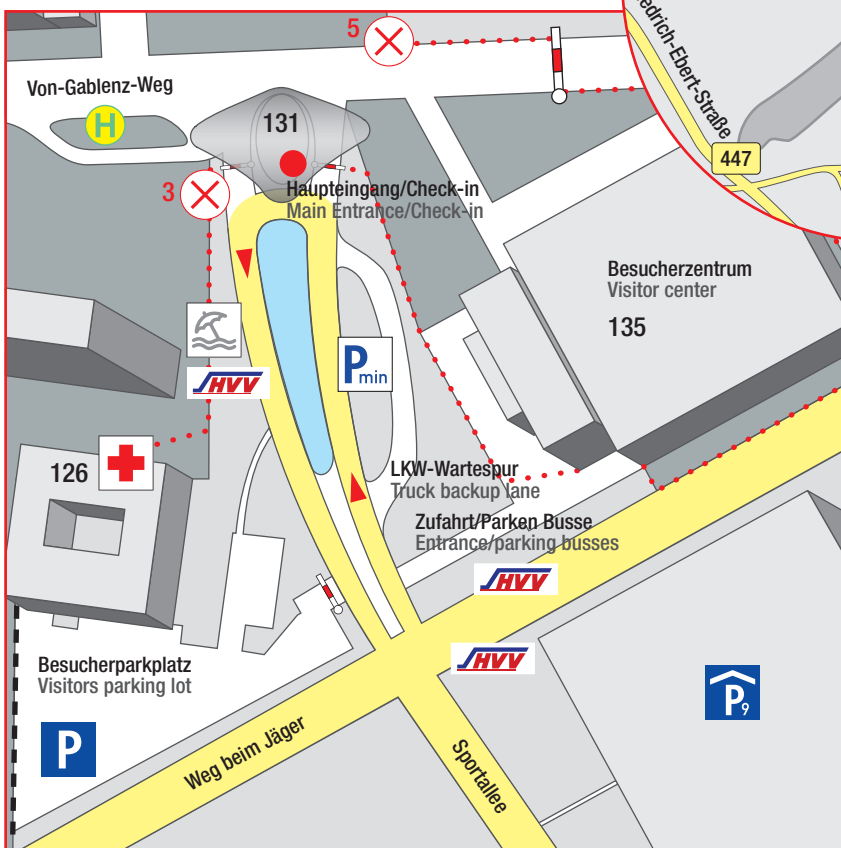 5
edrich-Ebert-Straße
447
Von-Gablenz-Weg
H
131
3
Haupteingang/Check-in
Main Entrance/Check-in
Besucherzentrum
Visitor center
135
P min
HVV
126
LKW-Wartespur
Truck backup lane
Zufahrt/Parken Busse
Entrance/parking busses
HVV
HVV
Besucherparkplatz
Visitors parking lot
P
P9
Weg beim Jäger
Sportallee